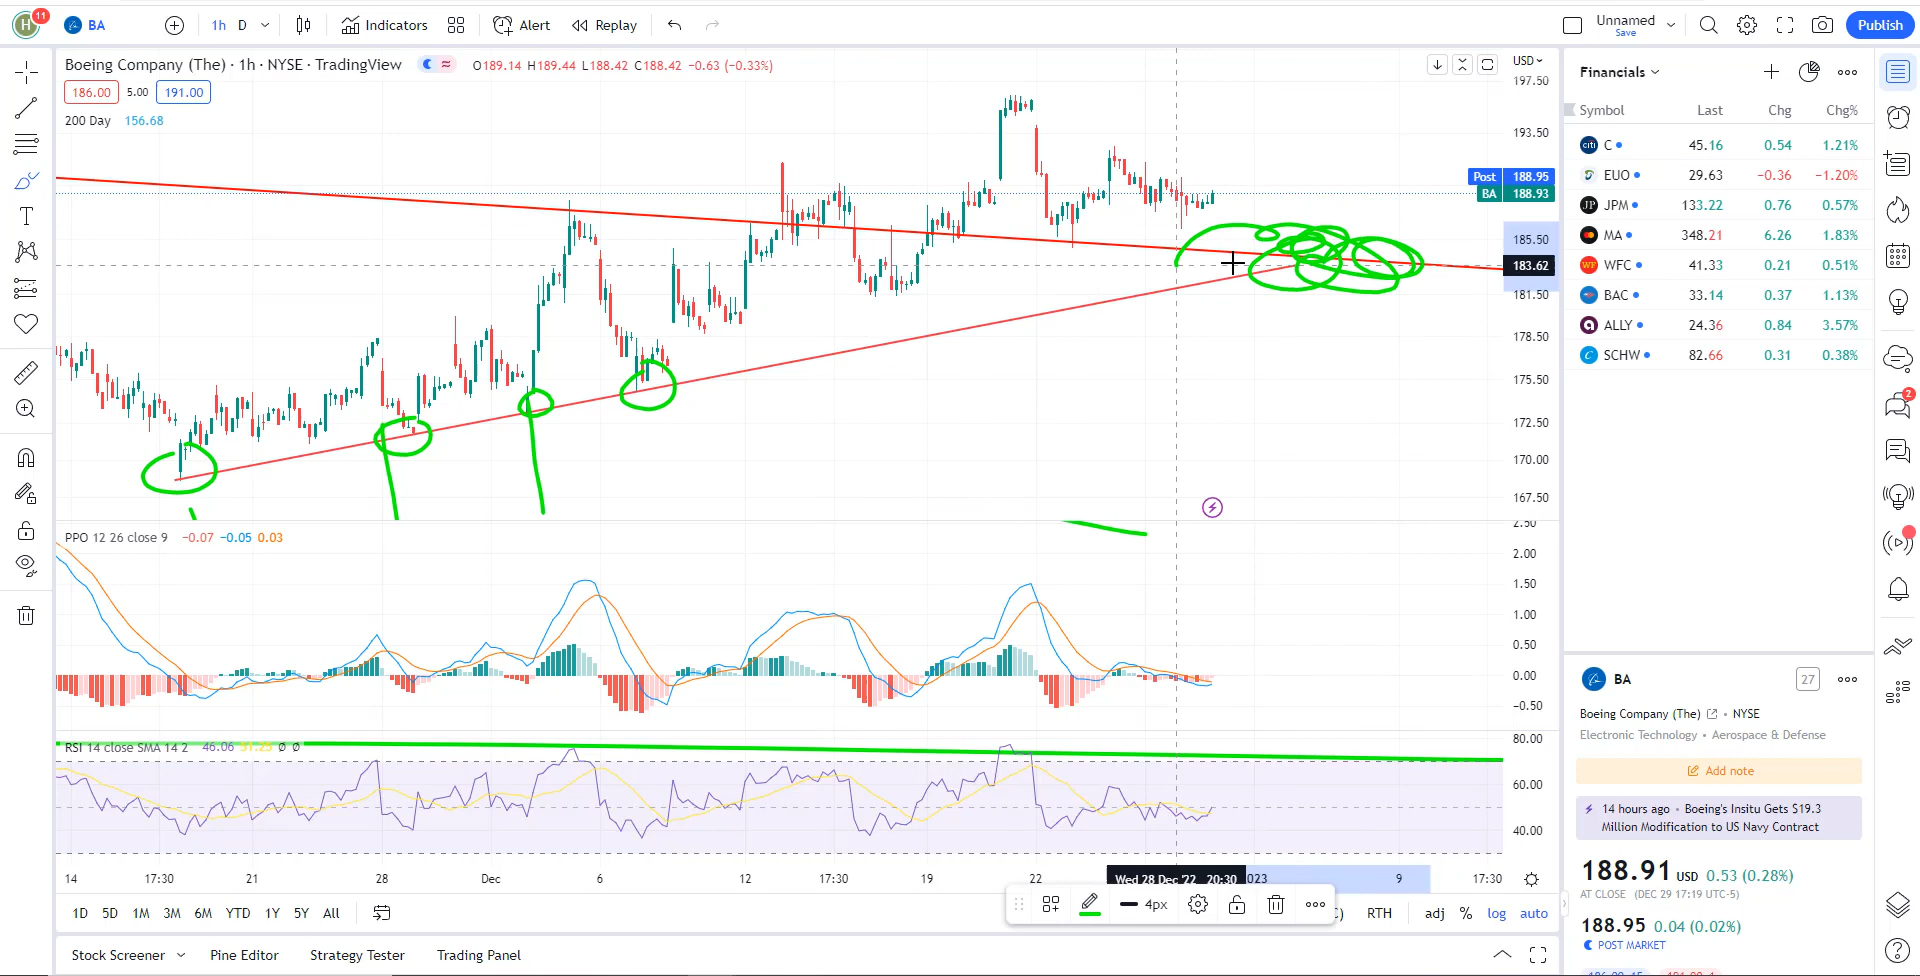 H 11 BA 1h D Indicators Alert Replay Unnamed Save Publish
Boeing Company (The) · 1h · NYSE · TradingView O189.14 H189.44 L188.42 C188.42 −0.63 (−0.33%)
186.00 5.00 191.00
200 Day 156.68
USD
197.50
193.50
Post 188.95
BA 188.93
185.50
183.62
181.50
178.50
175.50
172.50
170.00
167.50
PPO 12 26 close 9 −0.07 −0.05 0.03
2.50
2.00
1.50
1.00
0.50
0.00
−0.50
RSI 14 close SMA 14 2 46.06 Ø Ø
80.00
60.00
40.00
14 17:30 21 28 Dec 6 12 17:30 19 22 Wed 28 Dec '22 20:30 023 9 17:30
1D 5D 1M 3M 6M YTD 1Y 5Y All
4px
RTH adj % log auto
Stock Screener Pine Editor Strategy Tester Trading Panel
Financials
Symbol Last Chg Chg%
citi C 45.16 0.54 1.21%
EUO 29.63 −0.36 −1.20%
JP JPM 133.22 0.76 0.57%
MA 348.21 6.26 1.83%
WF WFC 41.33 0.21 0.51%
BAC 33.14 0.37 1.13%
ALLY 24.36 0.84 3.57%
SCHW 82.66 0.31 0.38%
2
BA 27
Boeing Company (The) • NYSE
Electronic Technology • Aerospace & Defense
Add note
14 hours ago • Boeing's Insitu Gets $19.3
Million Modification to US Navy Contract
188.91 USD 0.53 (0.28%)
AT CLOSE (DEC 29 17:19 UTC-5)
188.95 0.04 (0.02%)
POST MARKET